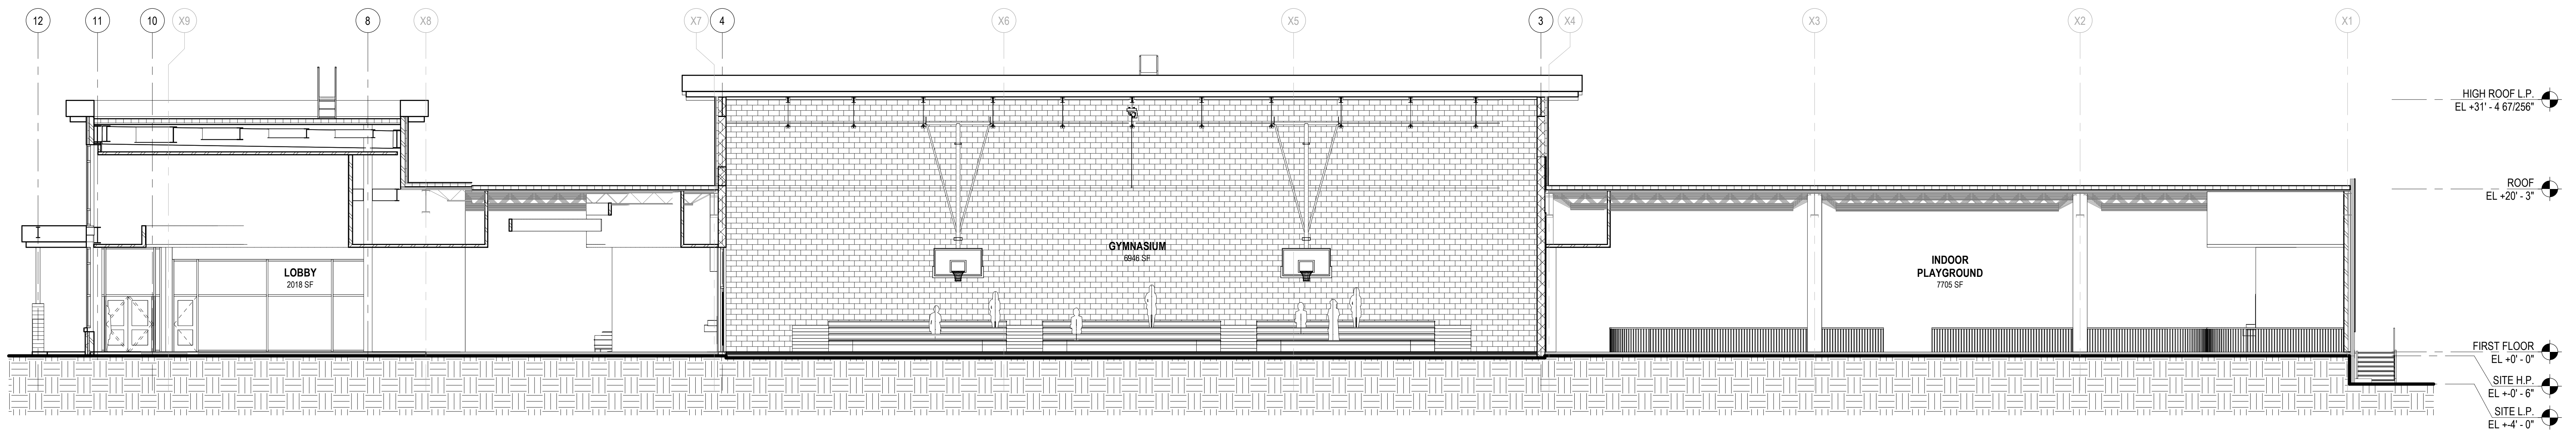 12
11
10
X9
8
X8
X7
4
X6
X5
3
X4
X3
X2
X1
HIGH ROOF L.P.
EL +31' - 4 67/256"
ROOF
EL +20' - 3"
GYMNASIUM
6946 SF
LOBBY
2018 SF
INDOOR
PLAYGROUND
7705 SF
FIRST FLOOR
EL +0' - 0"
SITE H.P.
EL +-0' - 6"
SITE L.P.
EL +-4' - 0"